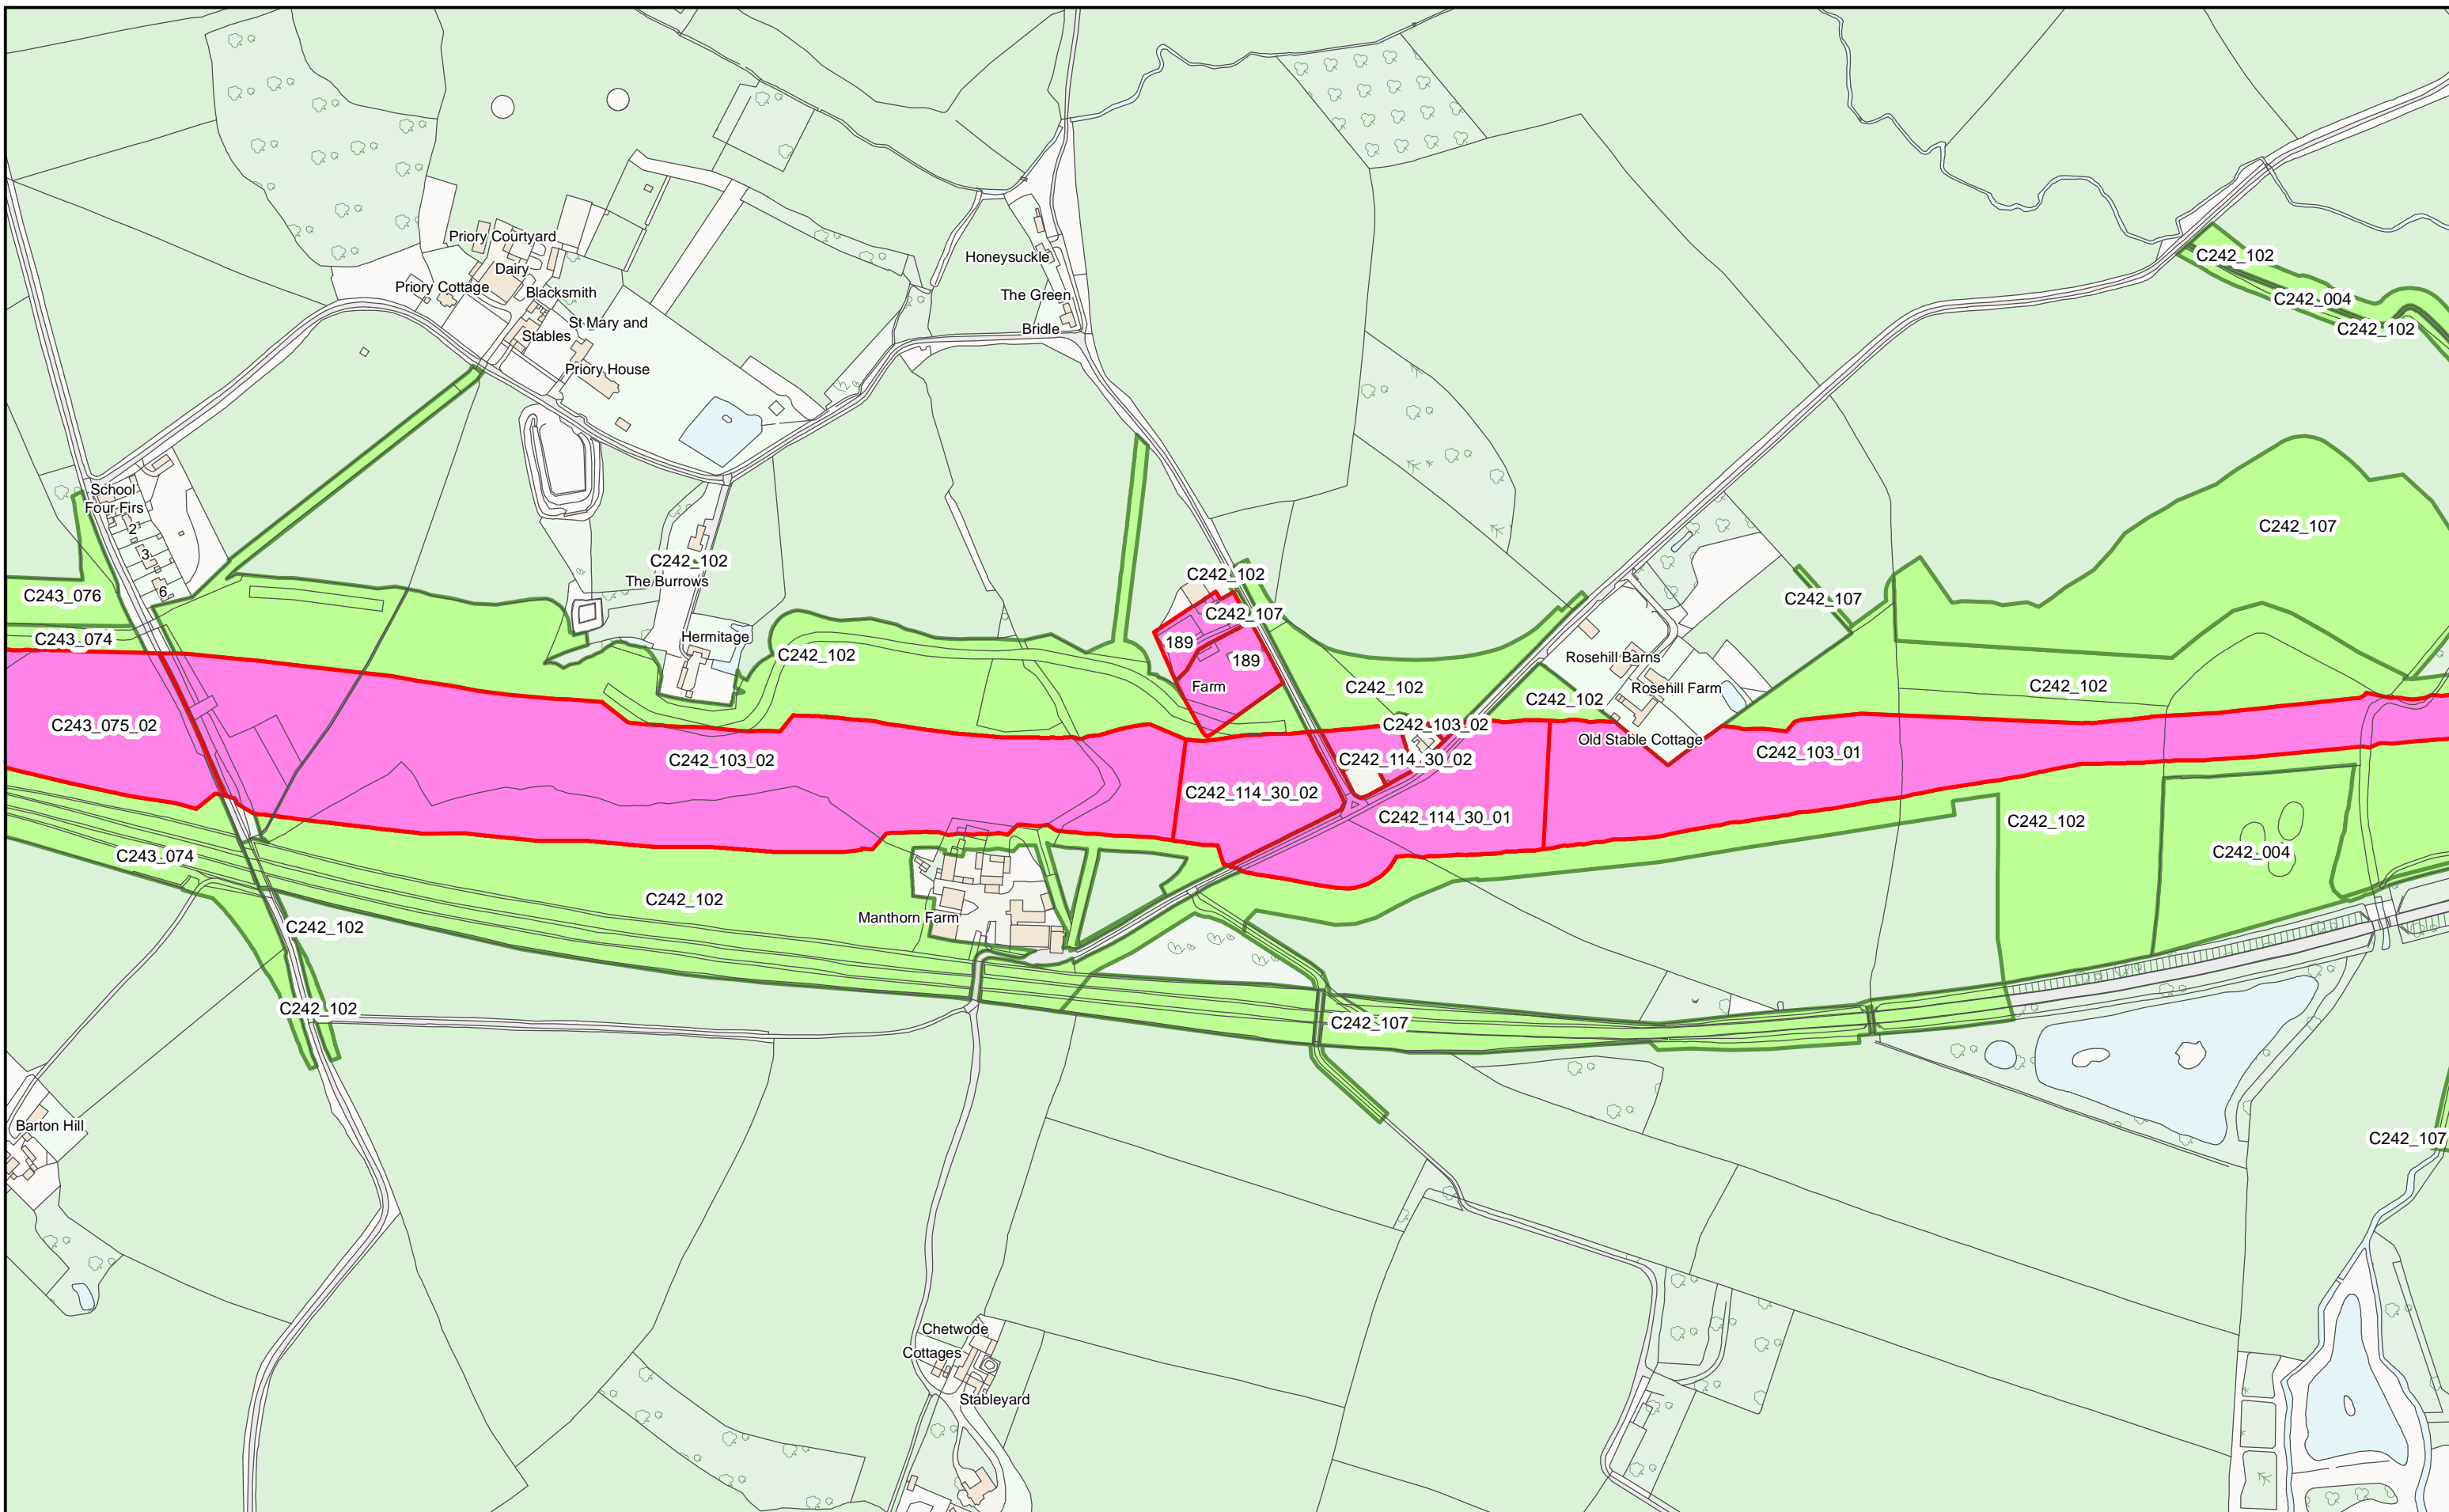 Priory Courtyard
Dairy
Priory Cottage
Blacksmith
St Mary and
Stables
Priory House
Honeysuckle
The Green
Bridle
C242_102
C242_004
C242_102
School
Four Firs
2
3
6
C242_102
The Burrows
Hermitage
C242_102
C242_102
C242_107
189
189
Farm
C242_107
C242_107
C243_076
C243_074
C243_075_02
C242_103_02
C242_102
C242_103_02
C242_114_30_02
C242_114_30_02
C242_114_30_01
Rosehill Barns
Rosehill Farm
C242_102
Old Stable Cottage
C242_103_01
C242_102
C242_102
C242_004
C243_074
C242_102
Manthorn Farm
C242_102
C242_102
C242_107
Barton Hill
C242_107
Chetwode
Cottages
Stableyard